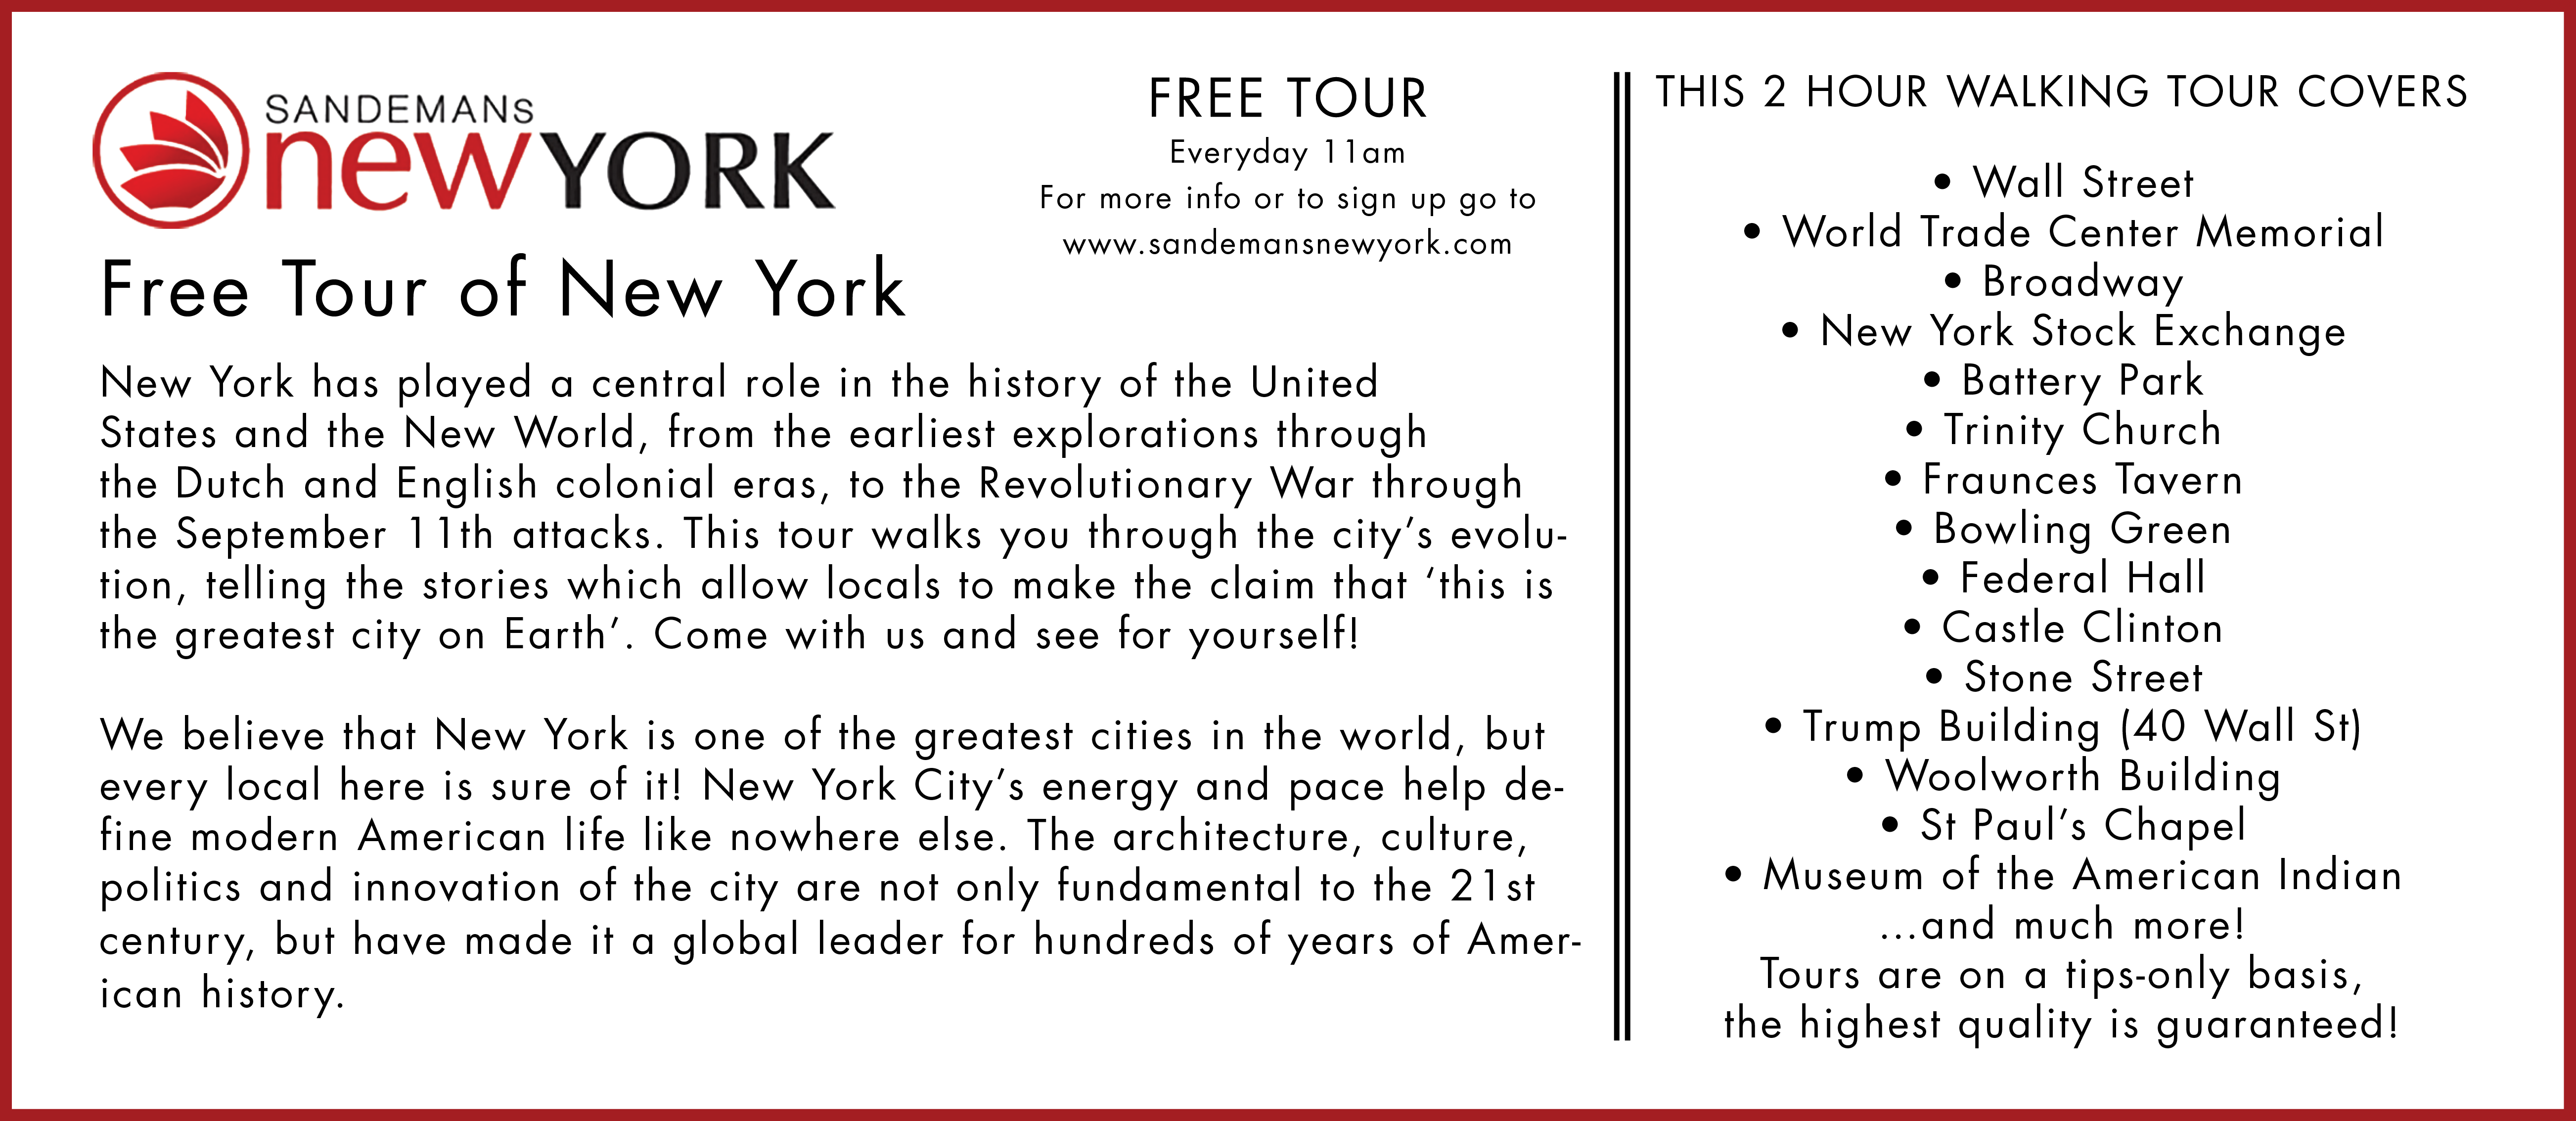 SANDEMANs
newYORK
Free Tour of New York
FREE TOUR
Everyday 11am
For more info or to sign up go to
www.sandemansnewyork.com
New York has played a central role in the history of the United
States and the New World, from the earliest explorations through
the Dutch and English colonial eras, to the Revolutionary War through
the September 11th attacks. This tour walks you through the city’s evolu-
tion, telling the stories which allow locals to make the claim that ‘this is
the greatest city on Earth’. Come with us and see for yourself!
We believe that New York is one of the greatest cities in the world, but
every local here is sure of it! New York City’s energy and pace help de-
fine modern American life like nowhere else. The architecture, culture,
politics and innovation of the city are not only fundamental to the 21st
century, but have made it a global leader for hundreds of years of Amer-
ican history.
THIS 2 HOUR WALKING TOUR COVERS
• Wall Street
• World Trade Center Memorial
• Broadway
• New York Stock Exchange
• Battery Park
• Trinity Church
• Fraunces Tavern
• Bowling Green
• Federal Hall
• Castle Clinton
• Stone Street
• Trump Building (40 Wall St)
• Woolworth Building
• St Paul’s Chapel
• Museum of the American Indian
...and much more!
Tours are on a tips-only basis,
the highest quality is guaranteed!